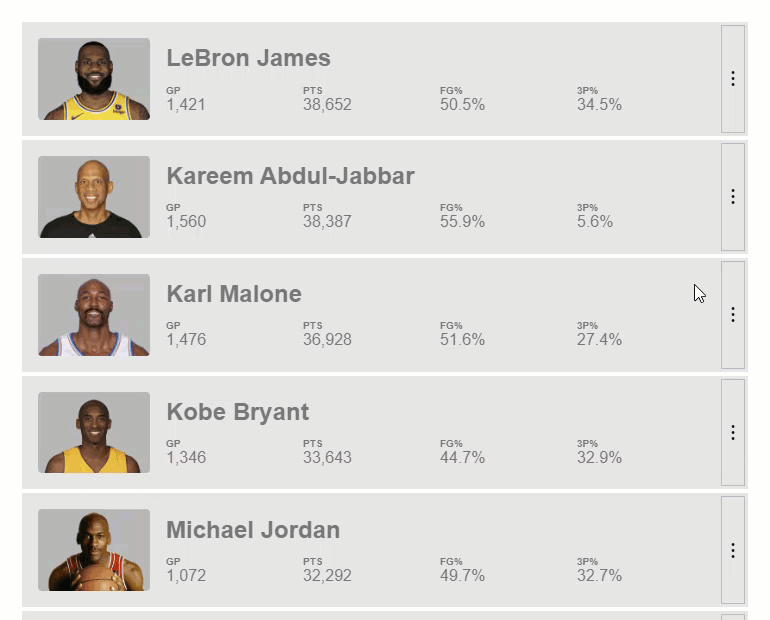 LeBron James
GP PTS FG% 3P%
1,421 38,652 50.5% 34.5%
Kareem Abdul-Jabbar
GP PTS FG% 3P%
1,560 38,387 55.9% 5.6%
Karl Malone
GP PTS FG% 3P%
1,476 36,928 51.6% 27.4%
Kobe Bryant
GP PTS FG% 3P%
1,346 33,643 44.7% 32.9%
Michael Jordan
GP PTS FG% 3P%
1,072 32,292 49.7% 32.7%